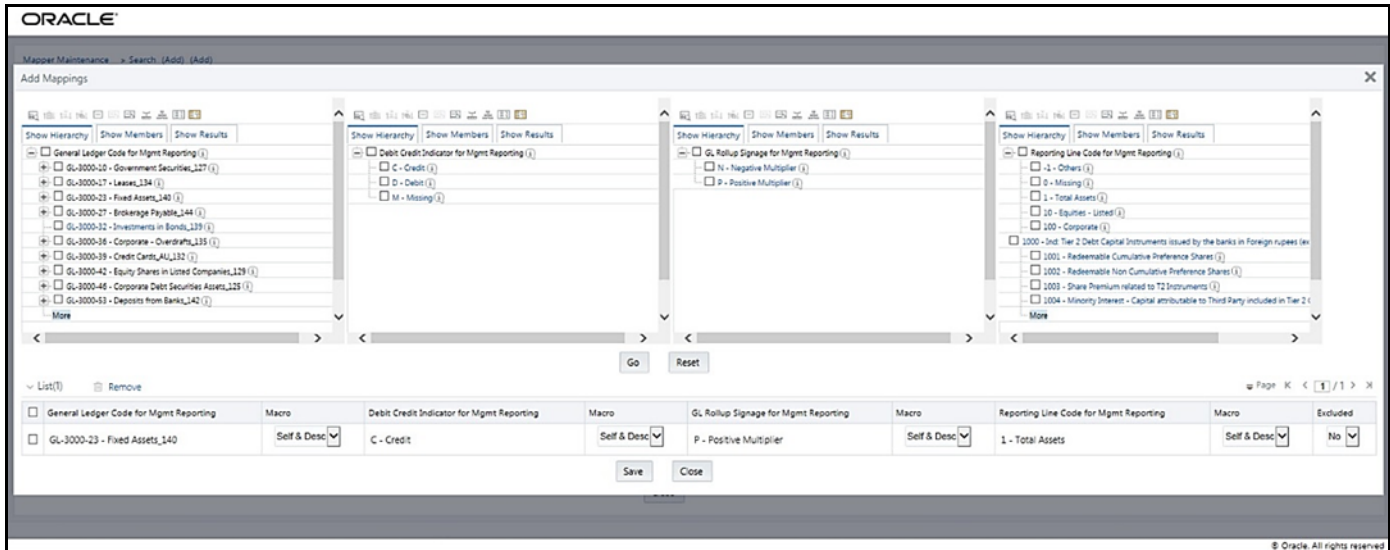 ORACLE
Mapper Maintenance » Search (Add) (Add)
Add Mappings
Show Hierarchy Show Members Show Results
General Ledger Code for Mgmt Reporting
GL-3000-10 - Government Securities_127
GL-3000-17 - Leases_134
GL-3000-23 - Fixed Assets_140
GL-3000-27 - Brokerage Payable_144
GL-3000-32 - Investments in Bonds_139
GL-3000-36 - Corporate - Overdrafts_135
GL-3000-39 - Credit Cards_AU_132
GL-3000-42 - Equity Shares in Listed Companies_129
GL-3000-46 - Corporate Debt Securities Assets_125
GL-3000-53 - Deposits from Banks_142
More
Show Hierarchy Show Members Show Results
Debit Credit Indicator for Mgmt Reporting
C - Credit
D - Debit
M - Missing
Show Hierarchy Show Members Show Results
GL Rollup Signage for Mgmt Reporting
N - Negative Multiplier
P - Positive Multiplier
Show Hierarchy Show Members Show Results
Reporting Line Code for Mgmt Reporting
-1 - Others
0 - Missing
1 - Total Assets
10 - Equities - Listed
100 - Corporate
1000 - Ind: Tier 2 Debt Capital Instruments issued by the banks in Foreign rupees (ex
1001 - Redeemable Cumulative Preference Shares
1002 - Redeemable Non Cumulative Preference Shares
1003 - Share Premium related to T2 Instruments
1004 - Minority Interest - Capital attributable to Third Party included in Tier 2
More
Go Reset
List(1) Remove Page 1 / 1
General Ledger Code for Mgmt Reporting Macro Debit Credit Indicator for Mgmt Reporting Macro GL Rollup Signage for Mgmt Reporting Macro Reporting Line Code for Mgmt Reporting Macro Excluded
GL-3000-23 - Fixed Assets_140 Self & Desc C - Credit Self & Desc P - Positive Multiplier Self & Desc 1 - Total Assets Self & Desc No
Save Close
© Oracle. All rights reserved